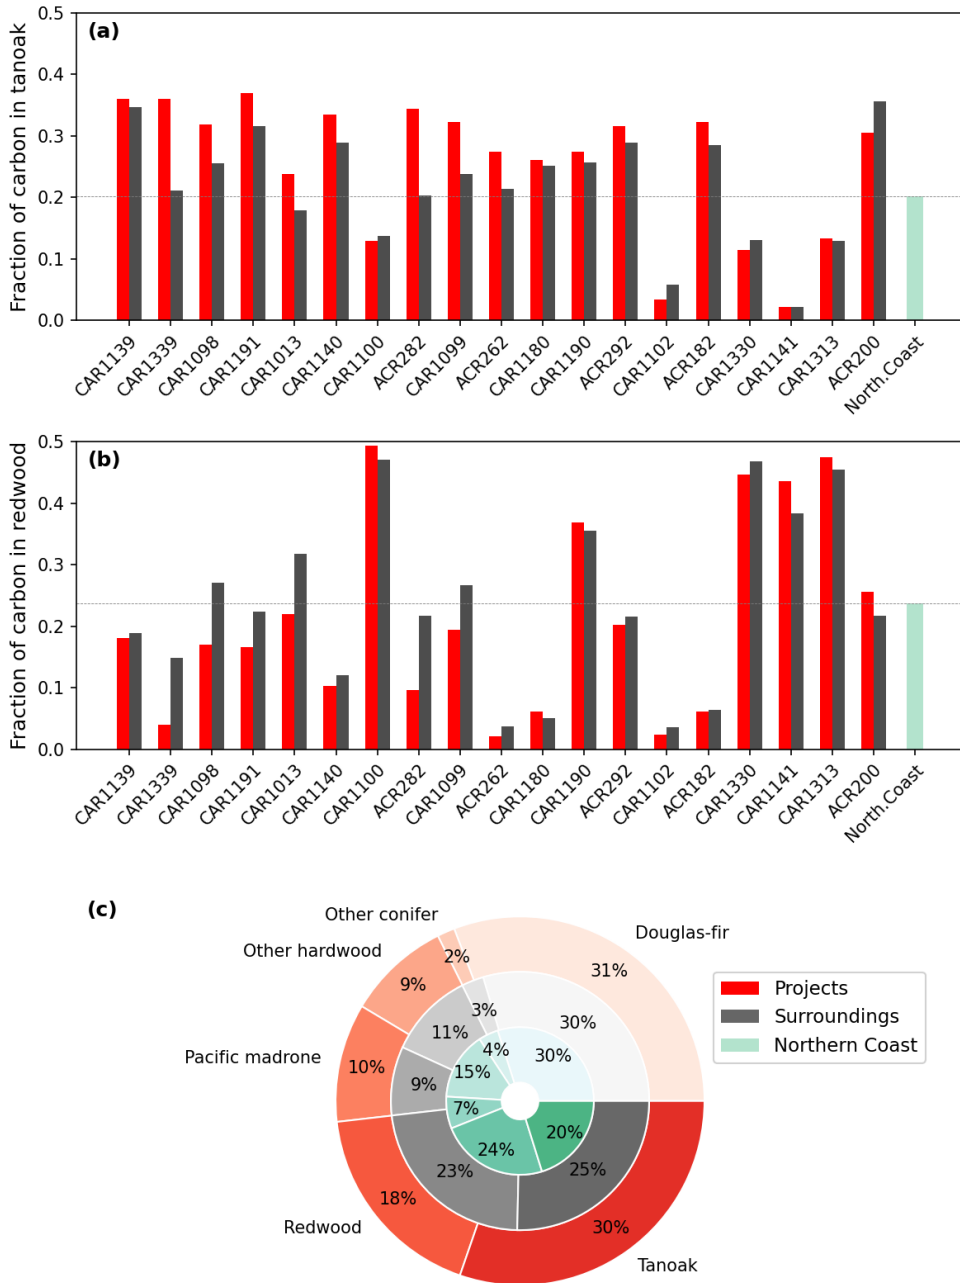 (a)
Fraction of carbon in tanoak
0.5
0.4
0.3
0.2
0.1
0.0
CAR1139 CAR1339 CAR1098 CAR1191 CAR1013 CAR1140 CAR1100 ACR282 CAR1099 ACR262 CAR1180 CAR1190 ACR292 CAR1102 ACR182 CAR1330 CAR1141 CAR1313 ACR200 North.Coast
(b)
Fraction of carbon in redwood
0.5
0.4
0.3
0.2
0.1
0.0
CAR1139 CAR1339 CAR1098 CAR1191 CAR1013 CAR1140 CAR1100 ACR282 CAR1099 ACR262 CAR1180 CAR1190 ACR292 CAR1102 ACR182 CAR1330 CAR1141 CAR1313 ACR200 North.Coast
(c)
Other conifer
Douglas-fir
Other hardwood
2%
31%
9%
3%
30%
11%
4%
30%
Pacific madrone
10%
15%
9%
7%
20%
24%
25%
23%
18%
30%
Redwood
Tanoak
Projects
Surroundings
Northern Coast